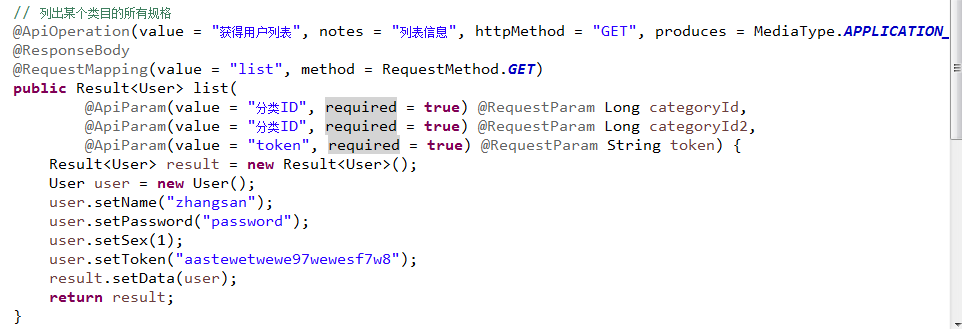 // 列出某个类目的所有规格
@ApiOperation(value = "获得用户列表", notes = "列表信息", httpMethod = "GET", produces = MediaType.APPLICATION_
@ResponseBody
@RequestMapping(value = "list", method = RequestMethod.GET)
public Result<User> list(
        @ApiParam(value = "分类ID", required = true) @RequestParam Long categoryId,
        @ApiParam(value = "分类ID", required = true) @RequestParam Long categoryId2,
        @ApiParam(value = "token", required = true) @RequestParam String token) {
    Result<User> result = new Result<User>();
    User user = new User();
    user.setName("zhangsan");
    user.setPassword("password");
    user.setSex(1);
    user.setToken("aastewetwewe97wewesf7w8");
    result.setData(user);
    return result;
}